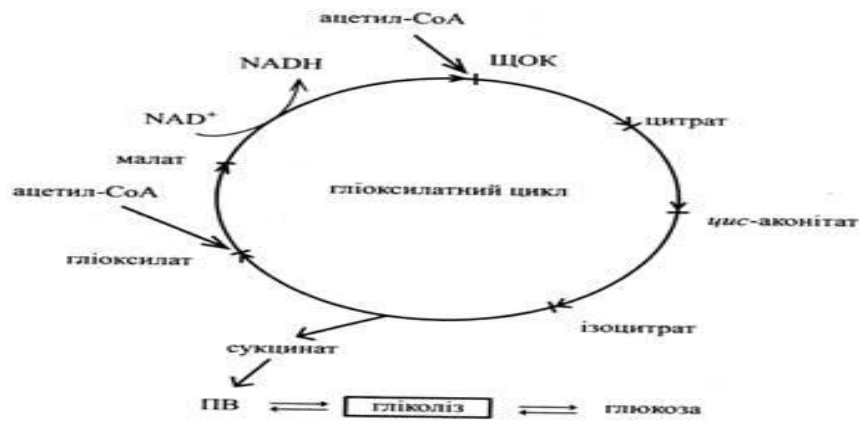 ацетил-CoA
NADH
ЩОК
NAD⁺
цитрат
малат
ацетил-CoA
гліоксилатний цикл
цис-аконітат
гліоксилат
ізоцитрат
сукцинат
ПВ
гліколіз
глюкоза